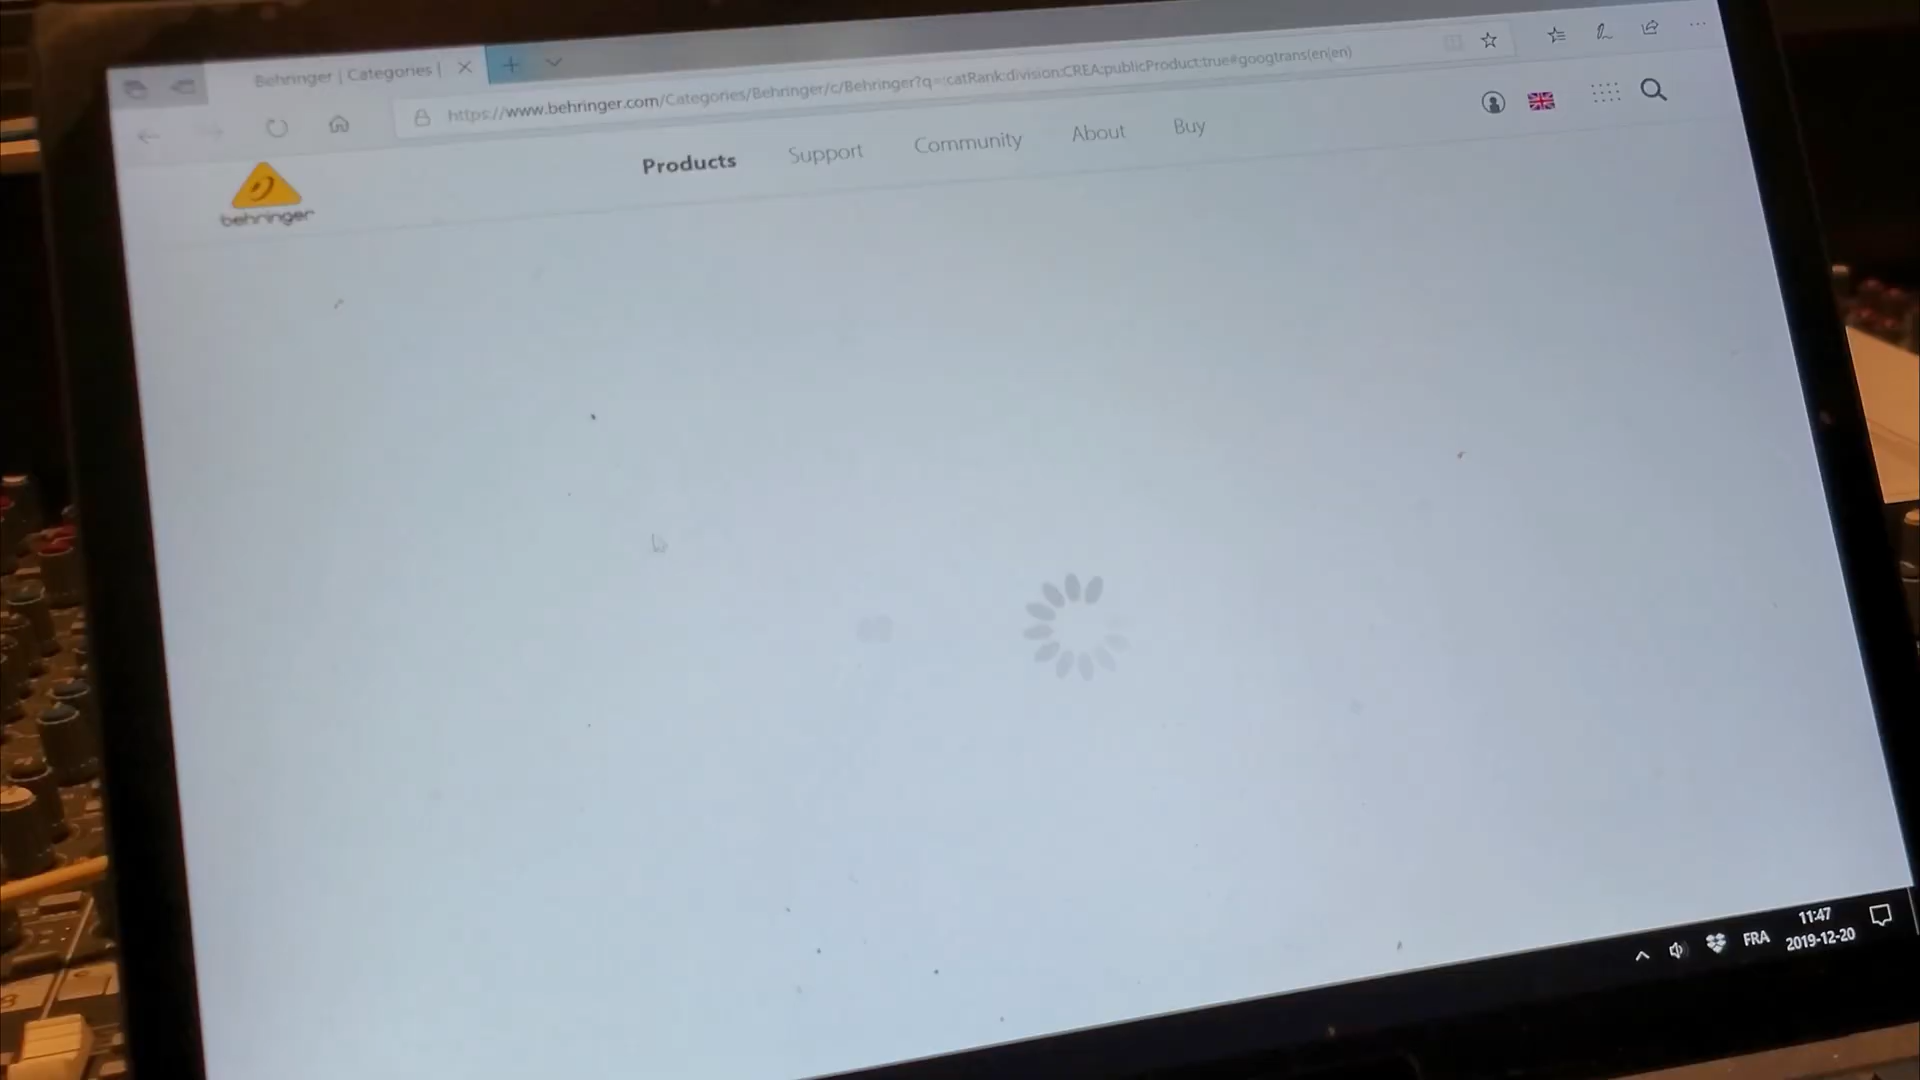 Behringer | Categories |
https://www.behringer.com/Categories/Behringer/c/Behringer?q=:catRank:division:CREA:publicProduct:true#googtrans(en|en)
behringer
Products
Support
Community
About
Buy
11:47
FRA
2019-12-20